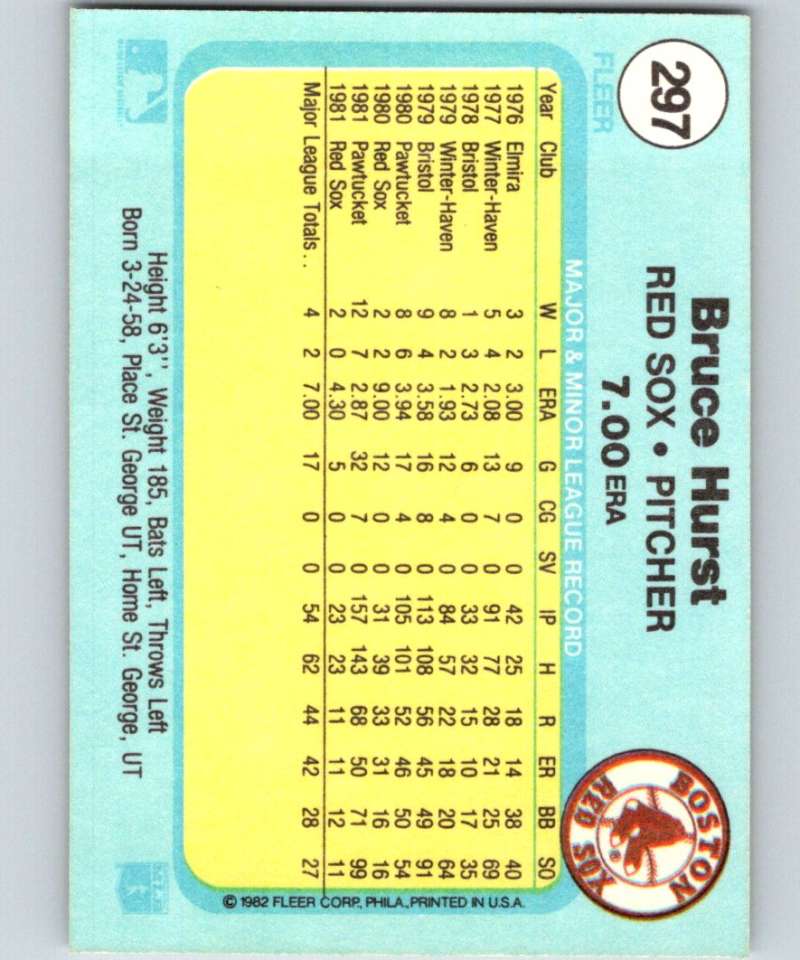 297
FLEER
Bruce Hurst
RED SOX • PITCHER
7.00 ERA
BOSTON RED SOX
®
MAJOR & MINOR LEAGUE RECORD
Year Club W L ERA G CG SV IP H R ER BB SO
1976 Elmira 3 2 3.00 9 0 0 42 25 18 14 38 40
1977 Winter-Haven 5 4 2.08 13 7 0 91 77 28 21 25 69
1978 Bristol 1 3 2.73 6 0 0 33 32 15 10 17 35
1979 Winter-Haven 8 2 1.93 12 4 0 84 57 22 18 20 64
1979 Bristol 9 4 3.58 16 8 0 113 108 56 45 49 91
1980 Pawtucket 8 6 3.94 17 4 0 105 101 52 46 50 54
1980 Red Sox 2 2 9.00 12 0 0 31 39 33 31 16 16
1981 Pawtucket 12 7 2.87 32 7 0 157 143 68 50 71 99
1981 Red Sox 2 0 4.30 5 0 0 23 23 11 11 12 11
Major League Totals . . 4 2 7.00 17 0 0 54 62 44 42 28 27
© 1982 FLEER CORP., PHILA., PRINTED IN U.S.A.
Height 6'3'', Weight 185, Bats Left, Throws Left
Born 3-24-58, Place St. George UT, Home St. George, UT